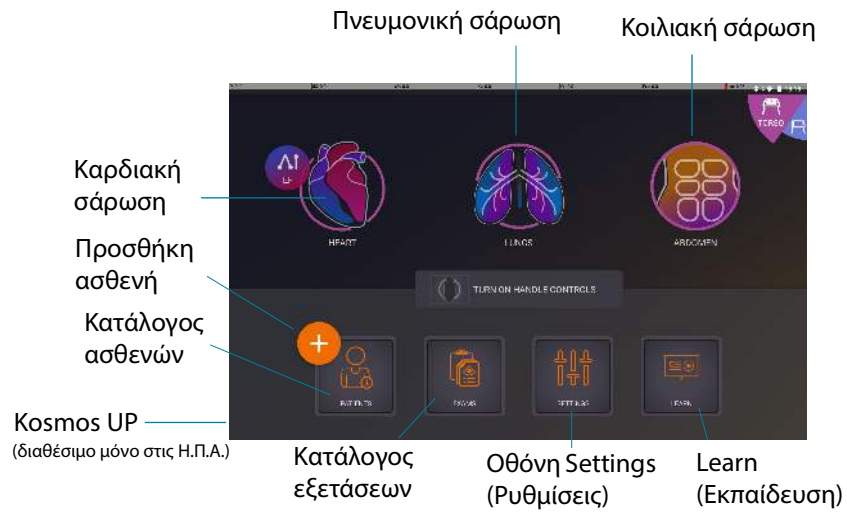 Πνευμονική σάρωση
Κοιλιακή σάρωση
TORSO
Καρδιακή
σάρωση
HEART
LUNGS
ABDOMEN
Προσθήκη
ασθενή
TURN ON HANDLE CONTROLS
Κατάλογος
ασθενών
PATIENTS
EXAMS
SETTINGS
LEARN
Kosmos UP
(διαθέσιμο μόνο στις Η.Π.Α.)
Κατάλογος
εξετάσεων
Οθόνη Settings
(Ρυθμίσεις)
Learn
(Εκπαίδευση)